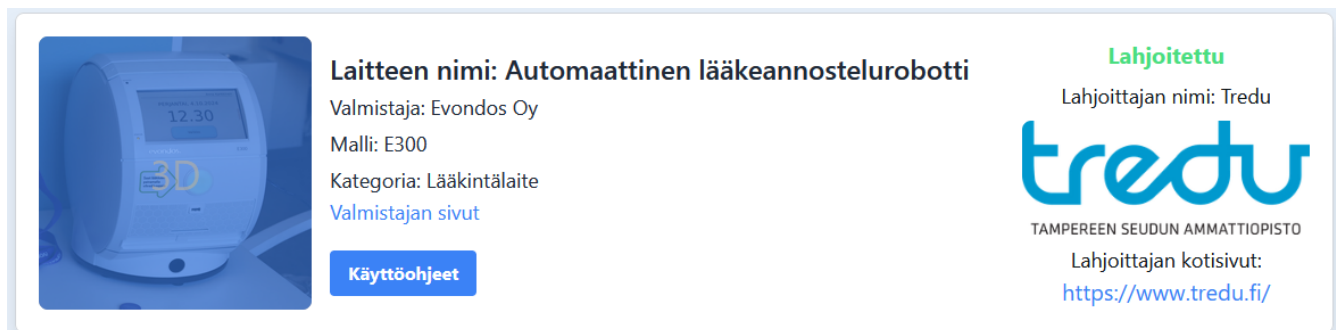 12.30
3D
Laitteen nimi: Automaattinen lääkeannostelurobotti
Valmistaja: Evondos Oy
Malli: E300
Kategoria: Lääkintälaite
Valmistajan sivut
Käyttöohjeet
Lahjoitettu
Lahjoittajan nimi: Tredu
tredu
TAMPEREEN SEUDUN AMMATTIOPISTO
Lahjoittajan kotisivut:
https://www.tredu.fi/